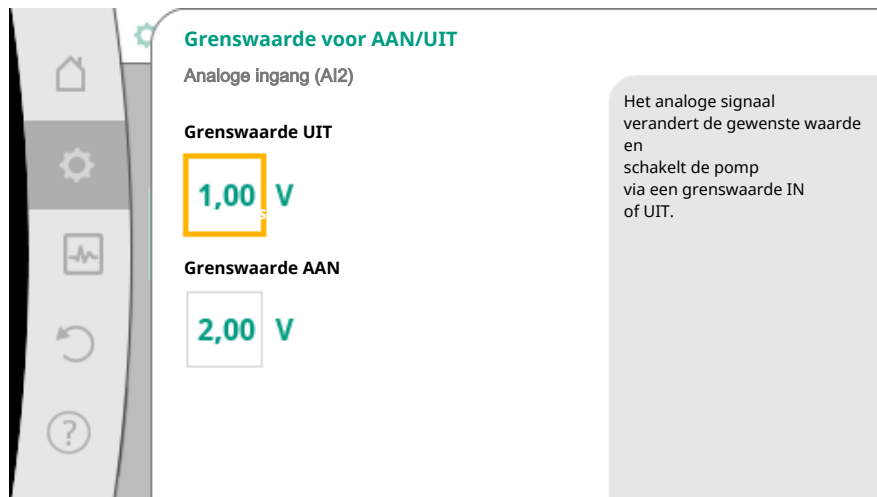 Grenswaarde voor AAN/UIT
Analoge ingang (AI2)
Grenswaarde UIT
1,00 V
s
Grenswaarde AAN
2,00 V
?
Het analoge signaal
verandert de gewenste waarde
en
schakelt de pomp
via een grenswaarde IN
of UIT.